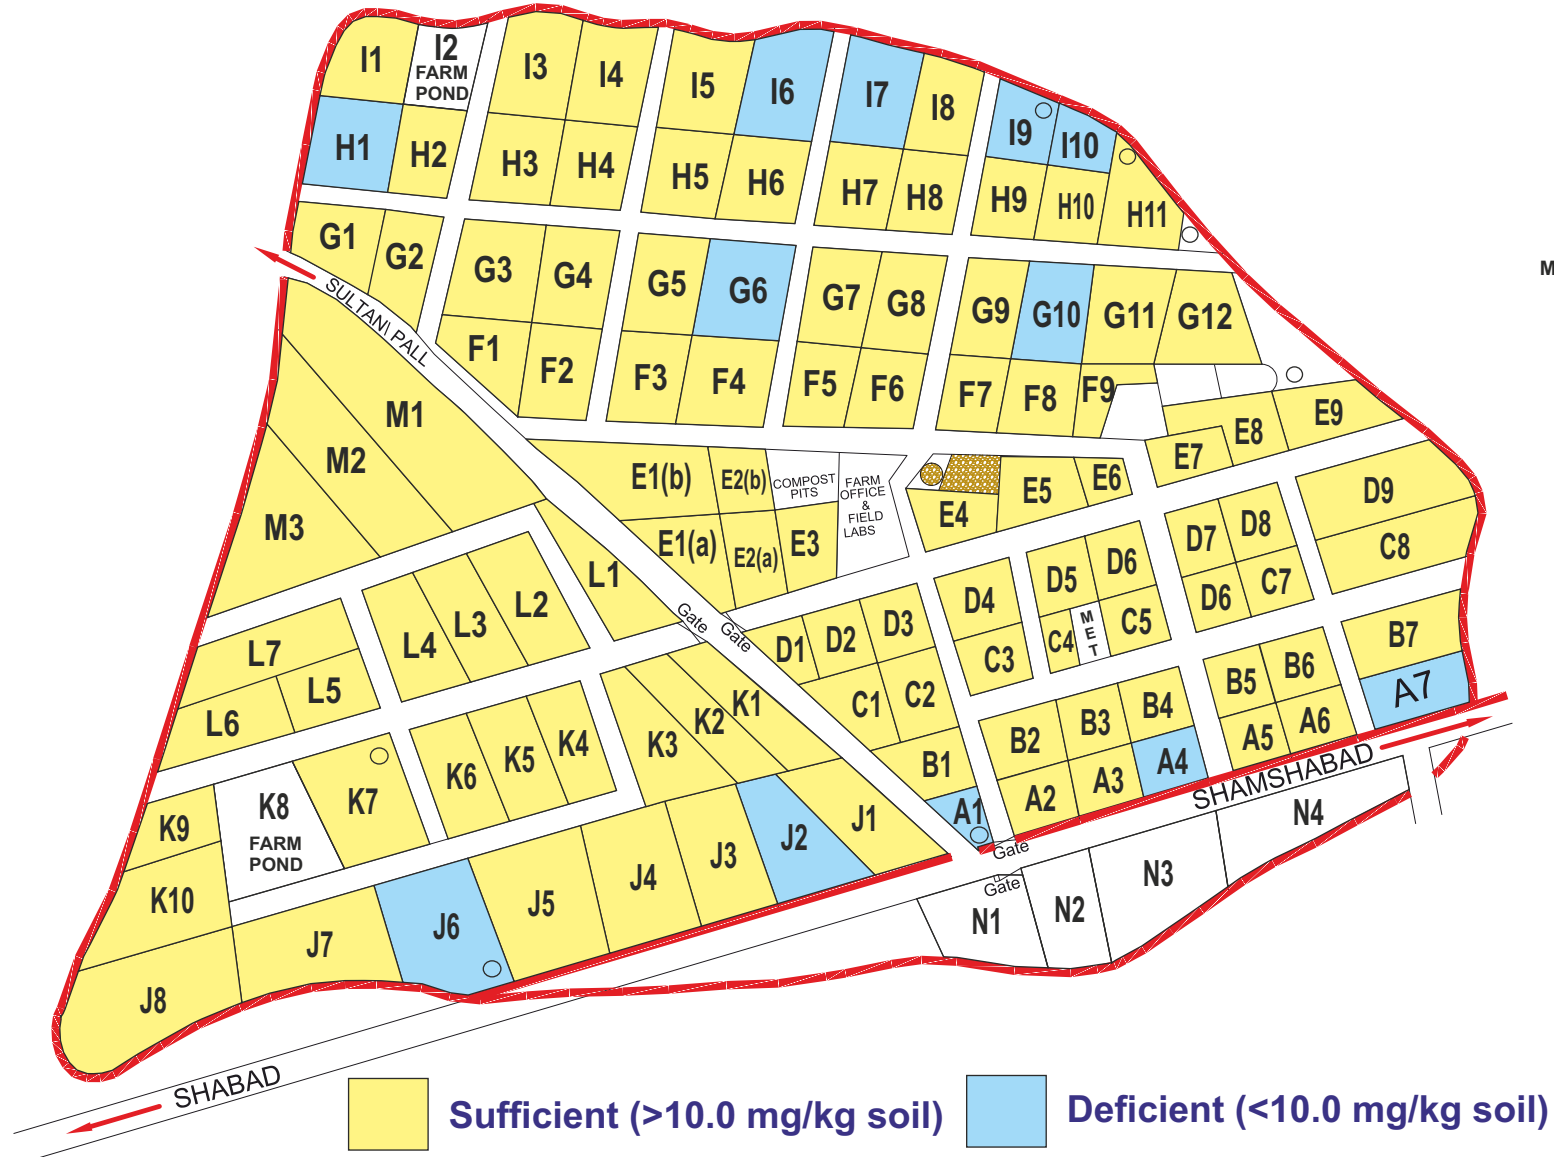 I1
I2
FARM
POND
I3
I4
I5
I6
I7
I8
I9
I10
H1
H2
H3
H4
H5
H6
H7
H8
H9
H10
H11
G1
G2
G3
G4
G5
G6
G7
G8
G9
G10
G11
G12
M
SULTAN\ PALL
F1
F2
F3
F4
F5
F6
F7
F8
F9
M1
M2
M3
E1(b)
E2(b)
COMPOST
PITS
FARM
OFFICE
&
FIELD
LABS
E1(a)
E2(a)
E3
E4
E5
E6
E7
E8
E9
D9
C8
D7
D8
D6
C7
D5
D6
C4
M
E
T
C5
D4
C3
D1
D2
D3
C1
C2
L1
L2
L3
L4
L5
L6
L7
Gate
Gate
B7
A7
B5
B6
A5
A6
B2
B3
B4
A2
A3
A4
B1
A1
K1
K2
K3
K4
K5
K6
K7
K8
FARM
POND
K9
K10
J1
J2
J3
J4
J5
J6
J7
J8
SHAMSHABAD
Gate
Gate
N1
N2
N3
N4
SHABAD
Sufficient (>10.0 mg/kg soil)
Deficient (<10.0 mg/kg soil)